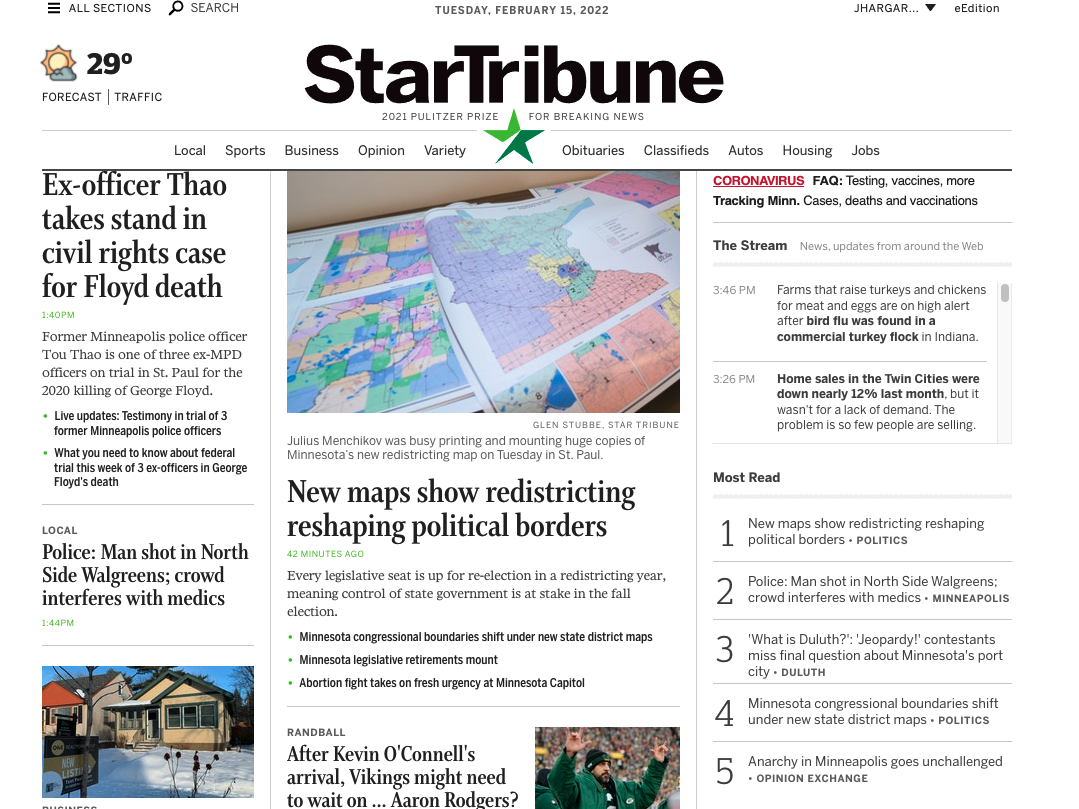 ALL SECTIONS
SEARCH
TUESDAY, FEBRUARY 15, 2022
JHARGAR...
eEdition
29º
FORECAST | TRAFFIC
StarTribune
2021 PULITZER PRIZE FOR BREAKING NEWS
Local Sports Business Opinion Variety Obituaries Classifieds Autos Housing Jobs
Ex-officer Thao
takes stand in
civil rights case
for Floyd death
1:40PM
Former Minneapolis police officer
Tou Thao is one of three ex-MPD
officers on trial in St. Paul for the
2020 killing of George Floyd.
• Live updates: Testimony in trial of 3
former Minneapolis police officers
• What you need to know about federal
trial this week of 3 ex-officers in George
Floyd's death
LOCAL
Police: Man shot in North
Side Walgreens; crowd
interferes with medics
1:44PM
NEW
GLEN STUBBE, STAR TRIBUNE
Julius Menchikov was busy printing and mounting huge copies of
Minnesota's new redistricting map on Tuesday in St. Paul.
New maps show redistricting
reshaping political borders
42 MINUTES AGO
Every legislative seat is up for re-election in a redistricting year,
meaning control of state government is at stake in the fall
election.
• Minnesota congressional boundaries shift under new state district maps
• Minnesota legislative retirements mount
• Abortion fight takes on fresh urgency at Minnesota Capitol
RANDBALL
After Kevin O'Connell's
arrival, Vikings might need
to wait on ... Aaron Rodgers?
CORONAVIRUS FAQ: Testing, vaccines, more
Tracking Minn. Cases, deaths and vaccinations
The Stream News, updates from around the Web
3:46 PM Farms that raise turkeys and chickens
for meat and eggs are on high alert
after bird flu was found in a
commercial turkey flock in Indiana.
3:26 PM Home sales in the Twin Cities were
down nearly 12% last month, but it
wasn't for a lack of demand. The
problem is so few people are selling.
Most Read
1 New maps show redistricting reshaping
political borders • POLITICS
2 Police: Man shot in North Side Walgreens;
crowd interferes with medics • MINNEAPOLIS
3 'What is Duluth?': 'Jeopardy!' contestants
miss final question about Minnesota's port
city • DULUTH
4 Minnesota congressional boundaries shift
under new state district maps • POLITICS
5 Anarchy in Minneapolis goes unchallenged
• OPINION EXCHANGE